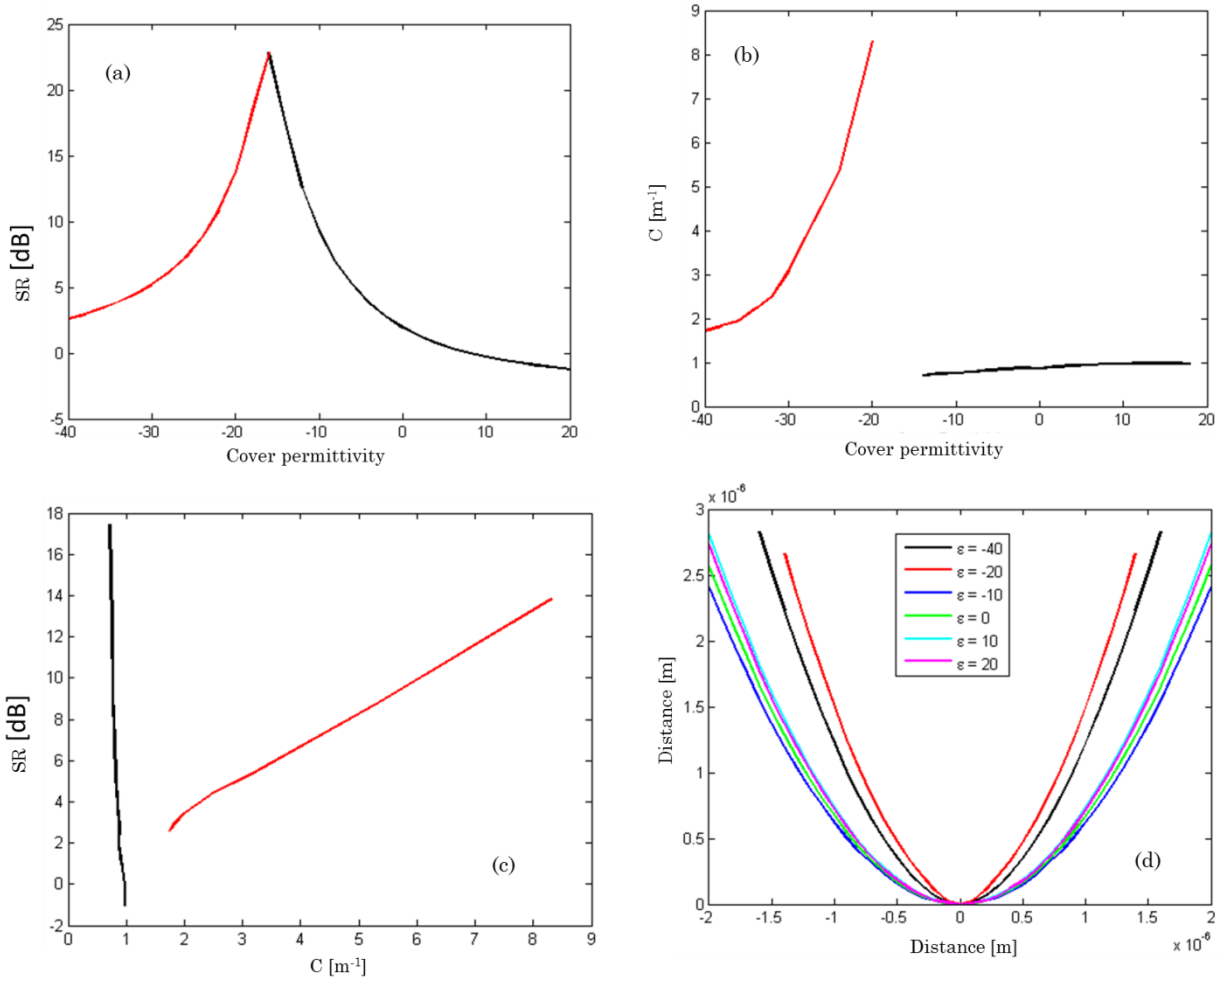 25
20
15
10
5
0
-5
SR [dB]
(a)
-40 -30 -20 -10 0 10 20
Cover permittivity
9
8
7
6
5
4
3
2
1
0
C [m-1]
(b)
-40 -30 -20 -10 0 10 20
Cover permittivity
18
16
14
12
10
8
6
4
2
0
-2
SR [dB]
(c)
0 1 2 3 4 5 6 7 8 9
C [m-1]
x 10-6
3
2.5
2
1.5
1
0.5
0
Distance [m]
ε = -40
ε = -20
ε = -10
ε = 0
ε = 10
ε = 20
(d)
-2 -1.5 -1 -0.5 0 0.5 1 1.5 2
Distance [m]
x 10-6